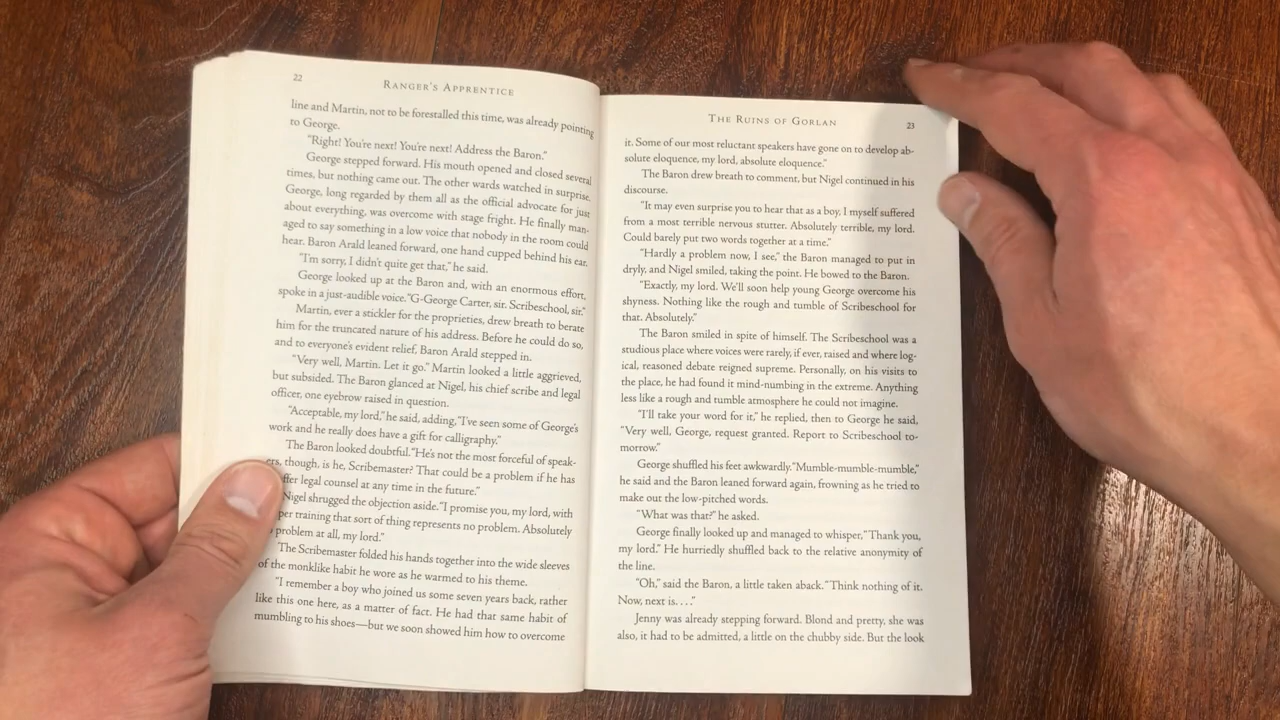 22
RANGER'S APPRENTICE
line and Martin, not to be forestalled this time, was already pointing
to George.
"Right! You're next! You're next! Address the Baron."
George stepped forward. His mouth opened and closed several
times, but nothing came out. The other wards watched in surprise.
George, long regarded by them all as the official advocate for just
about everything, was overcome with stage fright. He finally man-
aged to say something in a low voice that nobody in the room could
hear. Baron Arald leaned forward, one hand cupped behind his ear.
"I'm sorry, I didn't quite get that," he said.
George looked up at the Baron and, with an enormous effort,
spoke in a just-audible voice. "G-George Carter, sir. Scribeschool, sir."
Martin, ever a stickler for the proprieties, drew breath to berate
him for the truncated nature of his address. Before he could do so,
and to everyone's evident relief, Baron Arald stepped in.
"Very well, Martin. Let it go." Martin looked a little aggrieved,
but subsided. The Baron glanced at Nigel, his chief scribe and legal
officer, one eyebrow raised in question.
"Acceptable, my lord," he said, adding, "I've seen some of George's
work and he really does have a gift for calligraphy."
The Baron looked doubtful. "He's not the most forceful of speak-
ers, though, is he, Scribemaster? That could be a problem if he has
ffer legal counsel at any time in the future."
Nigel shrugged the objection aside. "I promise you, my lord, with
per training that sort of thing represents no problem. Absolutely
problem at all, my lord."
The Scribemaster folded his hands together into the wide sleeves
of the monklike habit he wore as he warmed to his theme.
"I remember a boy who joined us some seven years back, rather
like this one here, as a matter of fact. He had that same habit of
mumbling to his shoes—but we soon showed him how to overcome
THE RUINS OF GORLAN
23
it. Some of our most reluctant speakers have gone on to develop ab-
solute eloquence, my lord, absolute eloquence."
The Baron drew breath to comment, but Nigel continued in his
discourse.
"It may even surprise you to hear that as a boy, I myself suffered
from a most terrible nervous stutter. Absolutely terrible, my lord.
Could barely put two words together at a time."
"Hardly a problem now, I see," the Baron managed to put in
dryly, and Nigel smiled, taking the point. He bowed to the Baron.
"Exactly, my lord. We'll soon help young George overcome his
shyness. Nothing like the rough and tumble of Scribeschool for
that. Absolutely."
The Baron smiled in spite of himself. The Scribeschool was a
studious place where voices were rarely, if ever, raised and where log-
ical, reasoned debate reigned supreme. Personally, on his visits to
the place, he had found it mind-numbing in the extreme. Anything
less like a rough and tumble atmosphere he could not imagine.
"I'll take your word for it," he replied, then to George he said,
"Very well, George, request granted. Report to Scribeschool to-
morrow."
George shuffled his feet awkwardly. "Mumble-mumble-mumble,"
he said and the Baron leaned forward again, frowning as he tried to
make out the low-pitched words.
"What was that?" he asked.
George finally looked up and managed to whisper, "Thank you,
my lord." He hurriedly shuffled back to the relative anonymity of
the line.
"Oh," said the Baron, a little taken aback. "Think nothing of it.
Now, next is. . . ."
Jenny was already stepping forward. Blond and pretty, she was
also, it had to be admitted, a little on the chubby side. But the look